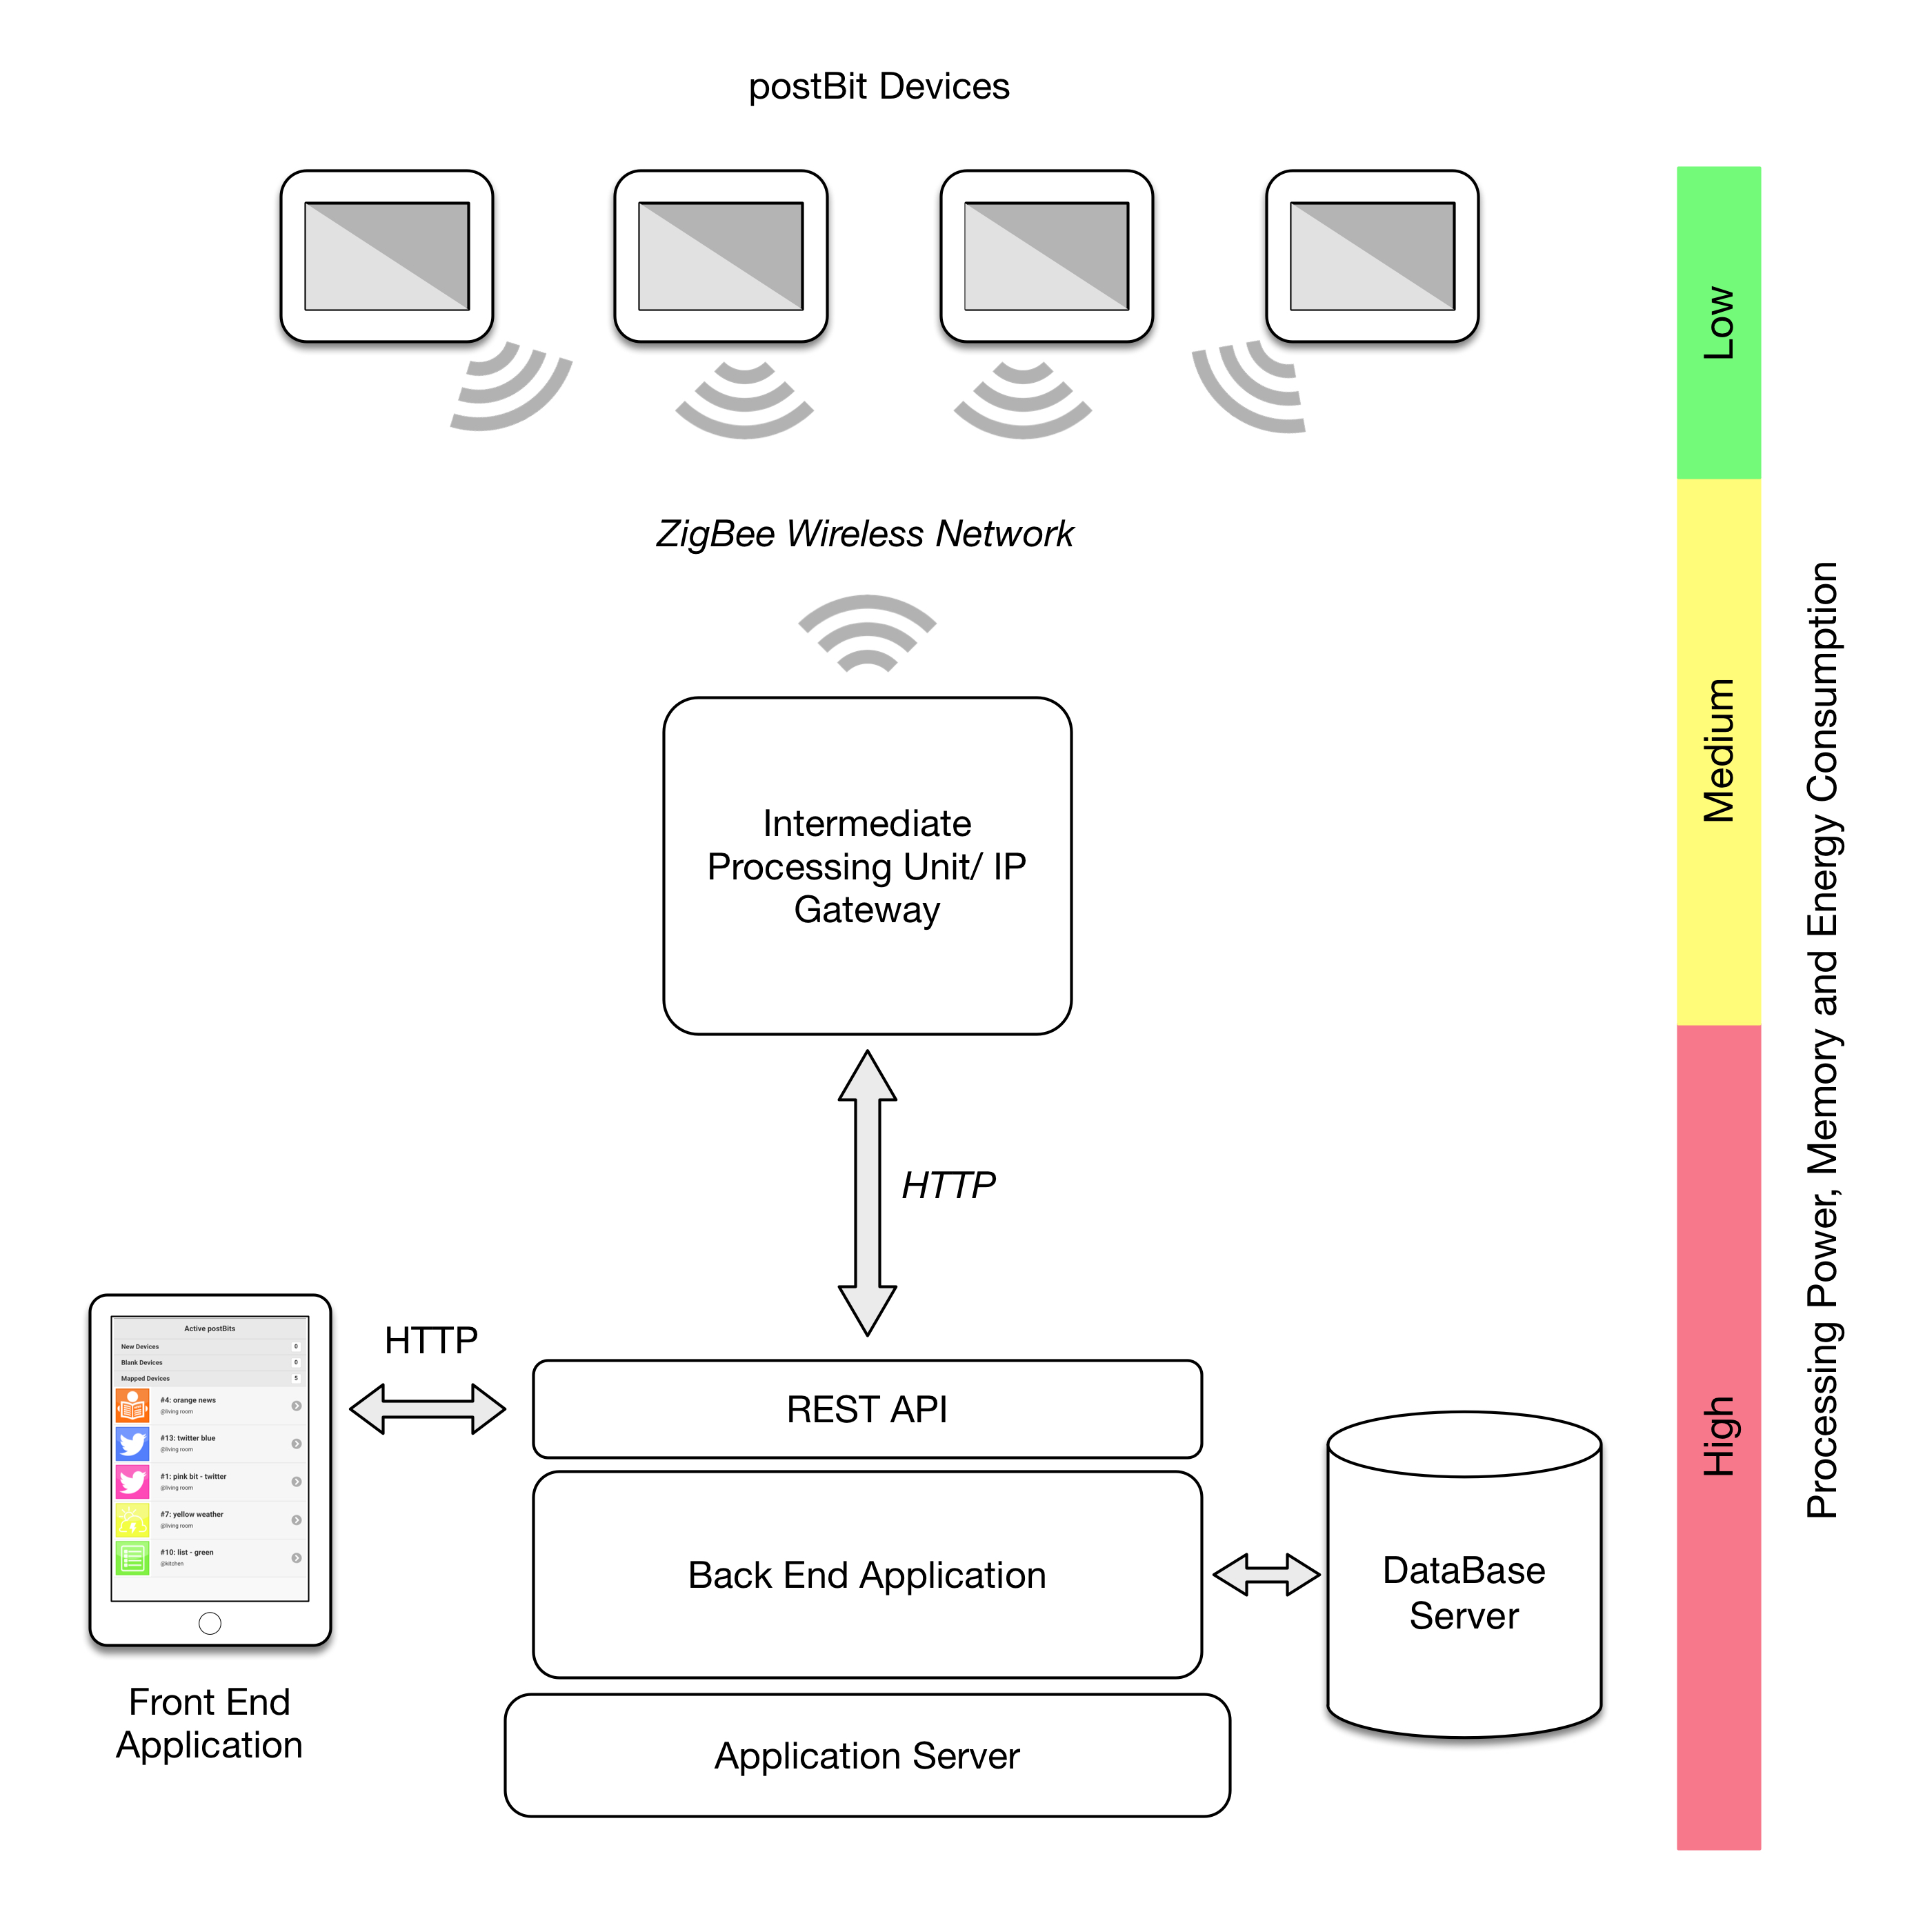 postBit Devices
Low
ZigBee Wireless Network
Medium
Intermediate
Processing Unit/ IP
Gateway
Processing Power, Memory and Energy Consumption
HTTP
HTTP
Active postBits
New Devices 0
Blank Devices 0
Mapped Devices 5
#4: orange news
@living room
#13: twitter blue
@living room
#1: pink bit - twitter
@living room
#7: yellow weather
@living room
#10: list - green
@kitchen
Front End
Application
REST API
Back End Application
Application Server
DataBase
Server
High